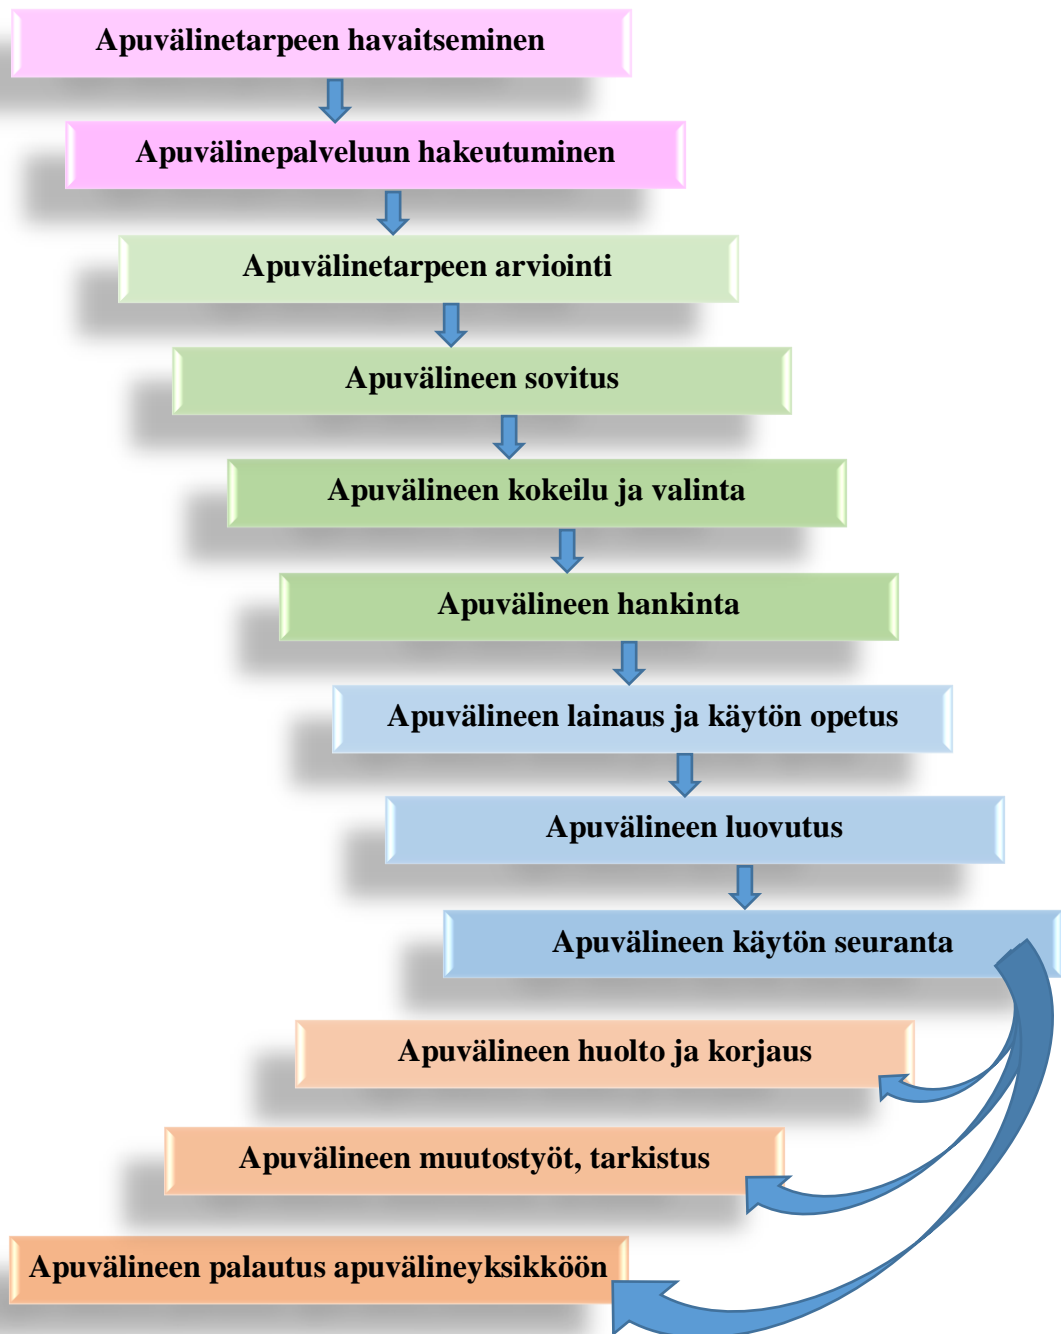 Apuvälinetarpeen havaitseminen
Apuvälinepalveluun hakeutuminen
Apuvälinetarpeen arviointi
Apuvälineen sovitus
Apuvälineen kokeilu ja valinta
Apuvälineen hankinta
Apuvälineen lainaus ja käytön opetus
Apuvälineen luovutus
Apuvälineen käytön seuranta
Apuvälineen huolto ja korjaus
Apuvälineen muutostyöt, tarkistus
Apuvälineen palautus apuvälineyksikköön